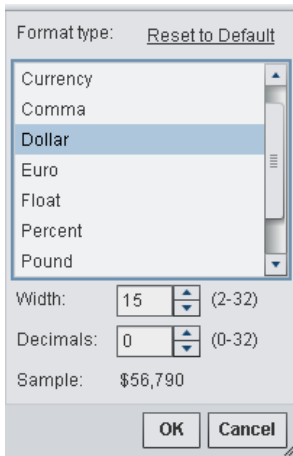 Format type: Reset to Default
Currency
Comma
Dollar
Euro
Float
Percent
Pound
Width: 15 (2-32)
Decimals: 0 (0-32)
Sample: $56,790
OK Cancel